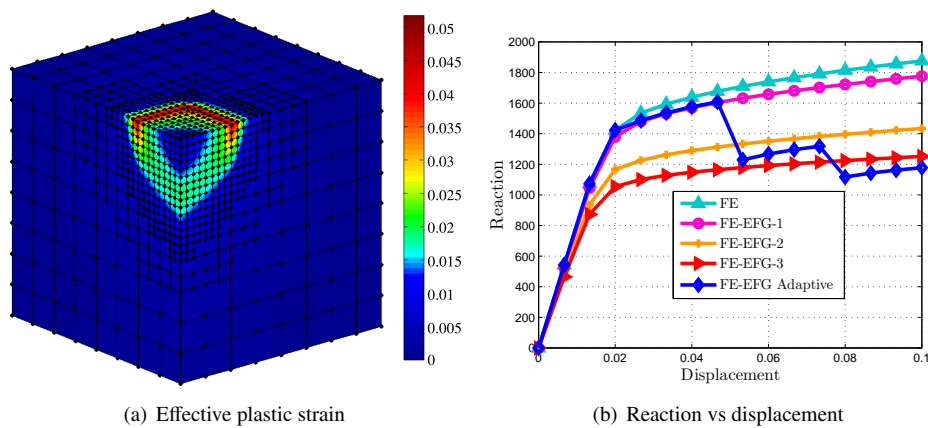 0.05
0.045
0.04
0.035
0.03
0.025
0.02
0.015
0.01
0.005
0
(a) Effective plastic strain
2000
1800
1600
1400
1200
1000
800
600
400
200
0
Reaction
0 0.02 0.04 0.06 0.08 0.1
Displacement
FE
FE-EFG-1
FE-EFG-2
FE-EFG-3
FE-EFG Adaptive
(b) Reaction vs displacement